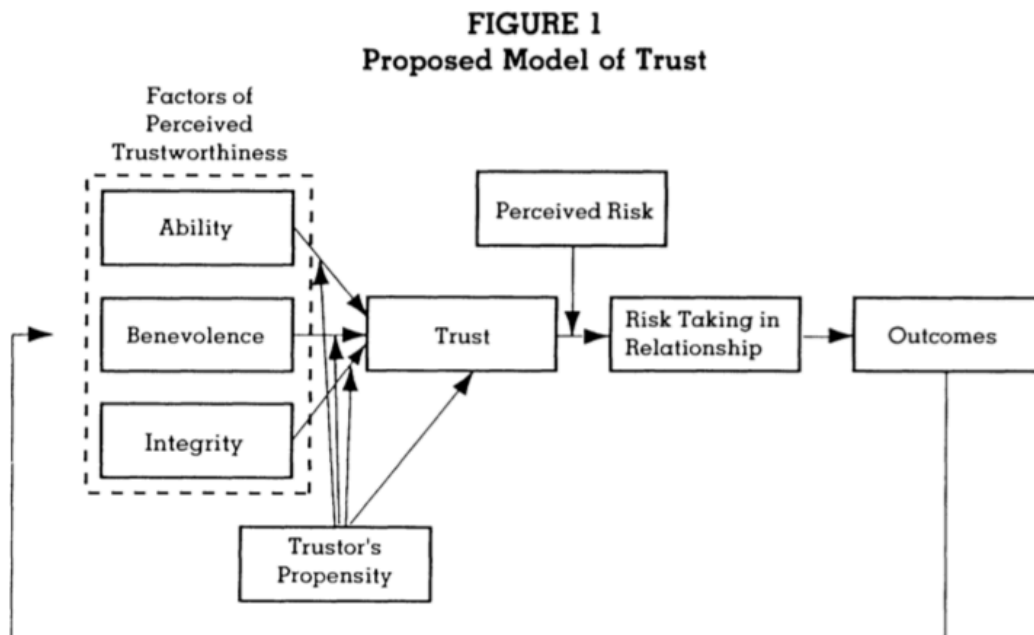 FIGURE 1
Proposed Model of Trust
Factors of
Perceived
Trustworthiness
Ability
Benevolence
Integrity
Trustor's
Propensity
Trust
Perceived Risk
Risk Taking in
Relationship
Outcomes